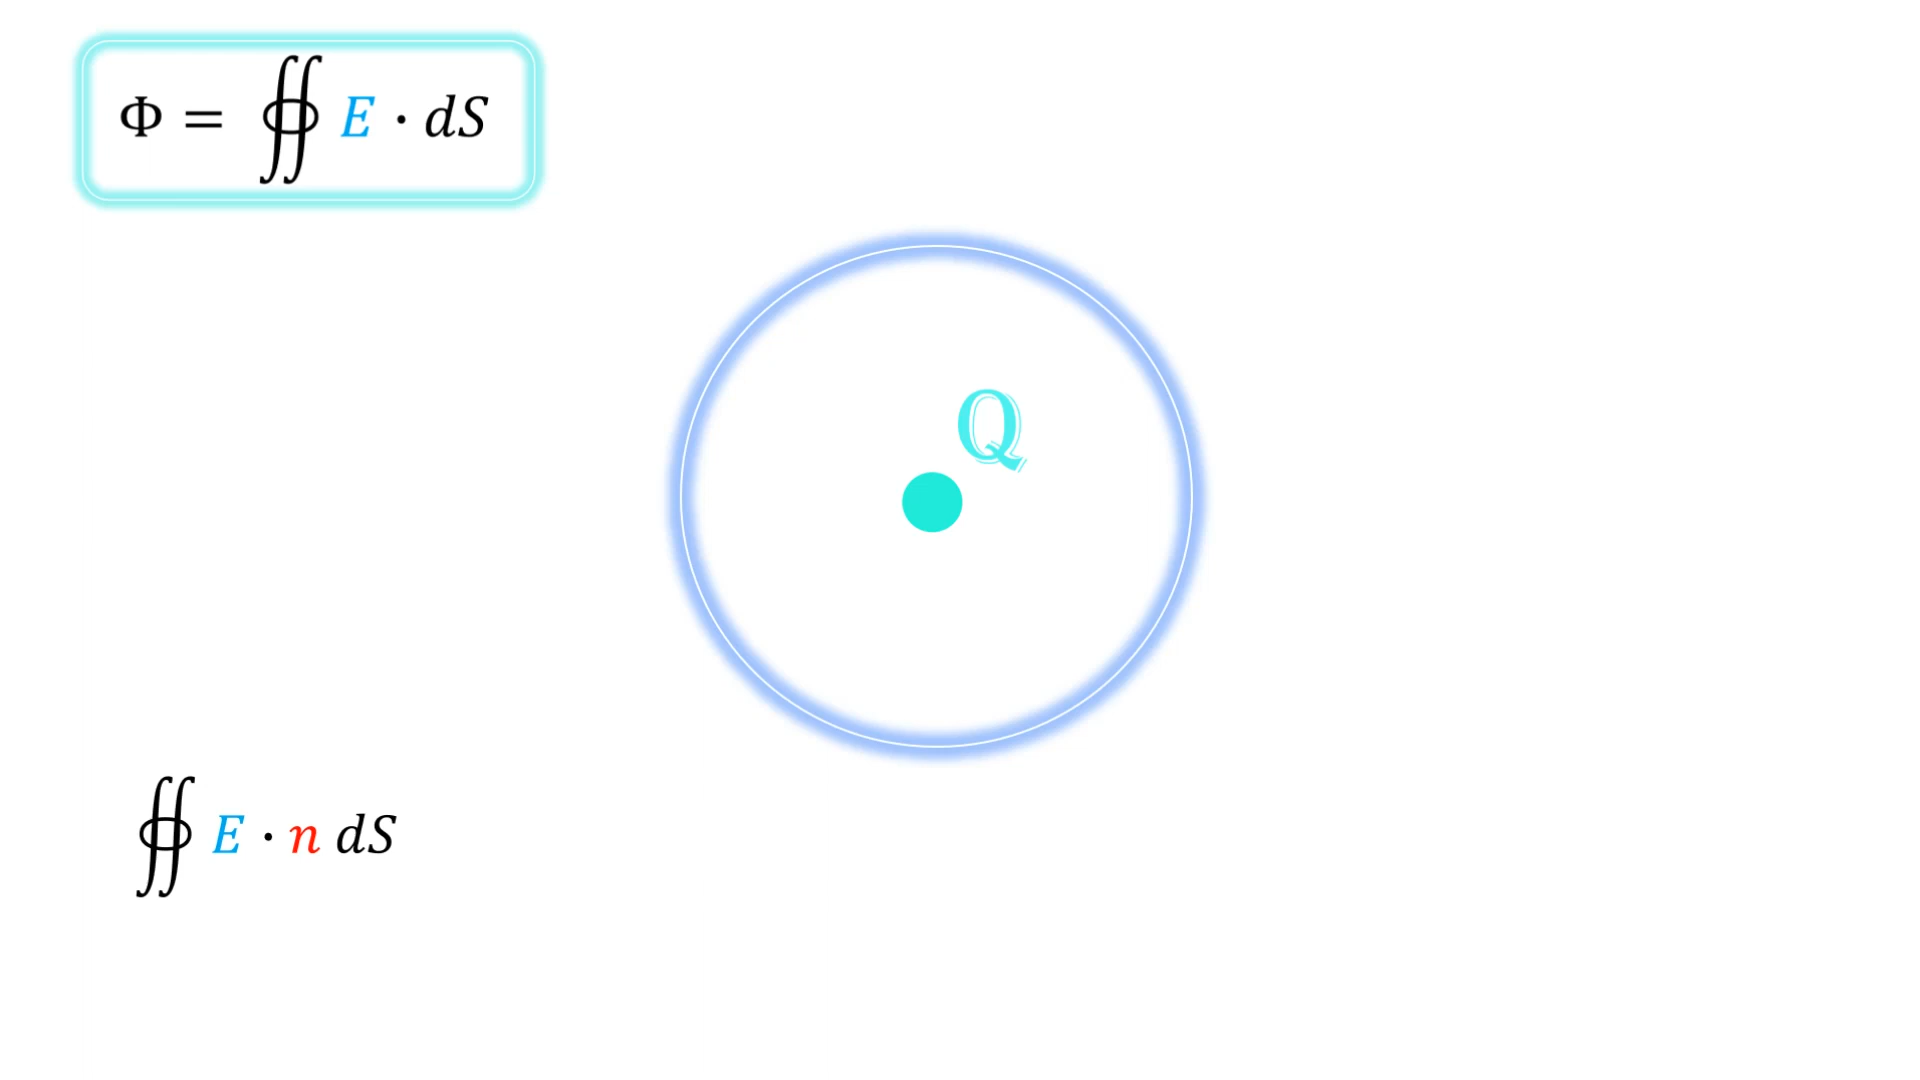 Φ = ∯ E · dS
Q
∯ E · n dS